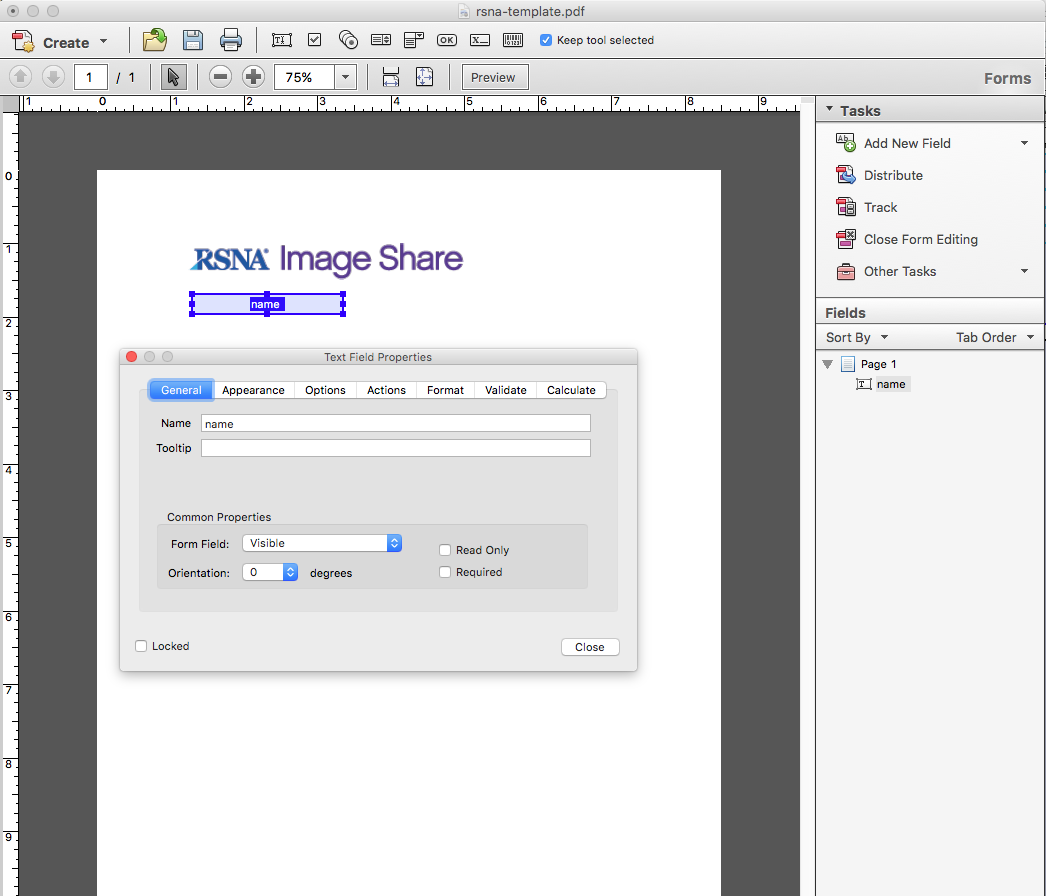 rsna-template.pdf
Create
OK
Keep tool selected
1 / 1 75% Preview Forms
1 0 1 2 3 4 5 6 7 8 9
Tasks
Add New Field
Distribute
Track
Close Form Editing
Other Tasks
Fields
Sort By Tab Order
Page 1
name
0
1
2
3
4
5
6
7
8
9
RSNA® Image Share
name
Text Field Properties
General Appearance Options Actions Format Validate Calculate
Name name
Tooltip
Common Properties
Form Field: Visible
Read Only
Orientation: 0 degrees
Required
Locked
Close